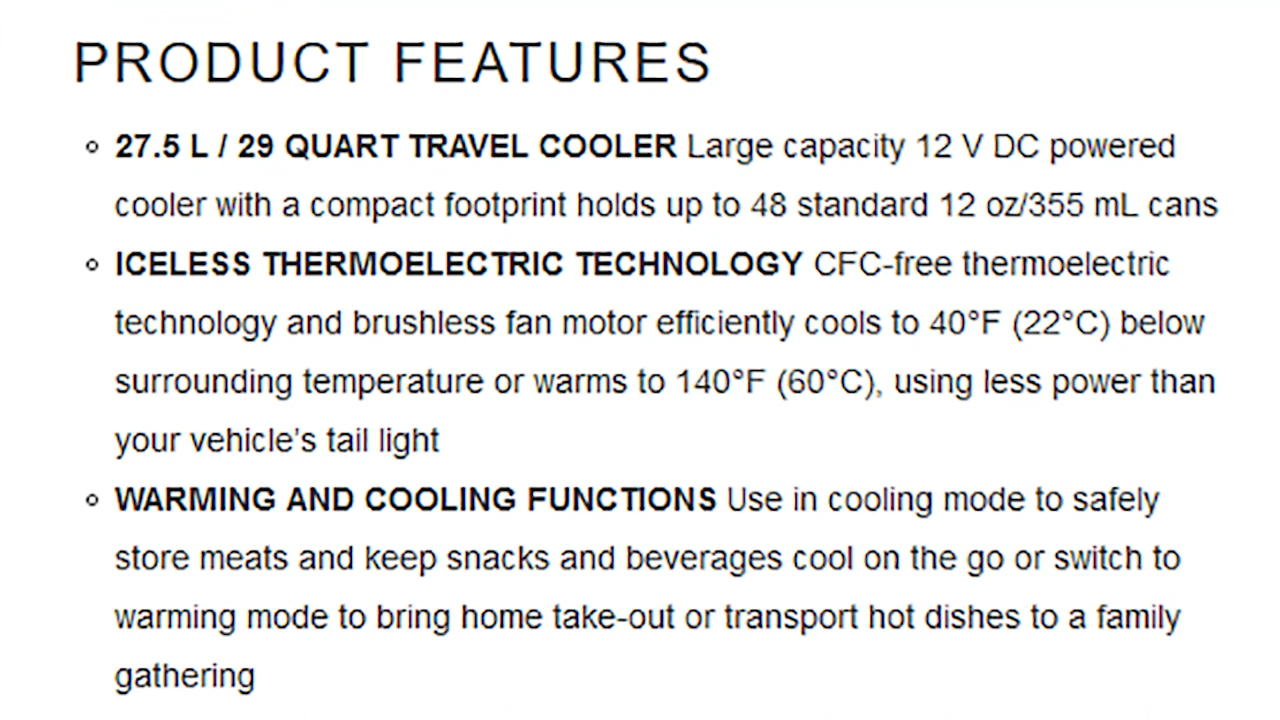 PRODUCT FEATURES
27.5 L / 29 QUART TRAVEL COOLER Large capacity 12 V DC powered
cooler with a compact footprint holds up to 48 standard 12 oz/355 mL cans
ICELESS THERMOELECTRIC TECHNOLOGY CFC-free thermoelectric
technology and brushless fan motor efficiently cools to 40°F (22°C) below
surrounding temperature or warms to 140°F (60°C), using less power than
your vehicle’s tail light
WARMING AND COOLING FUNCTIONS Use in cooling mode to safely
store meats and keep snacks and beverages cool on the go or switch to
warming mode to bring home take-out or transport hot dishes to a family
gathering